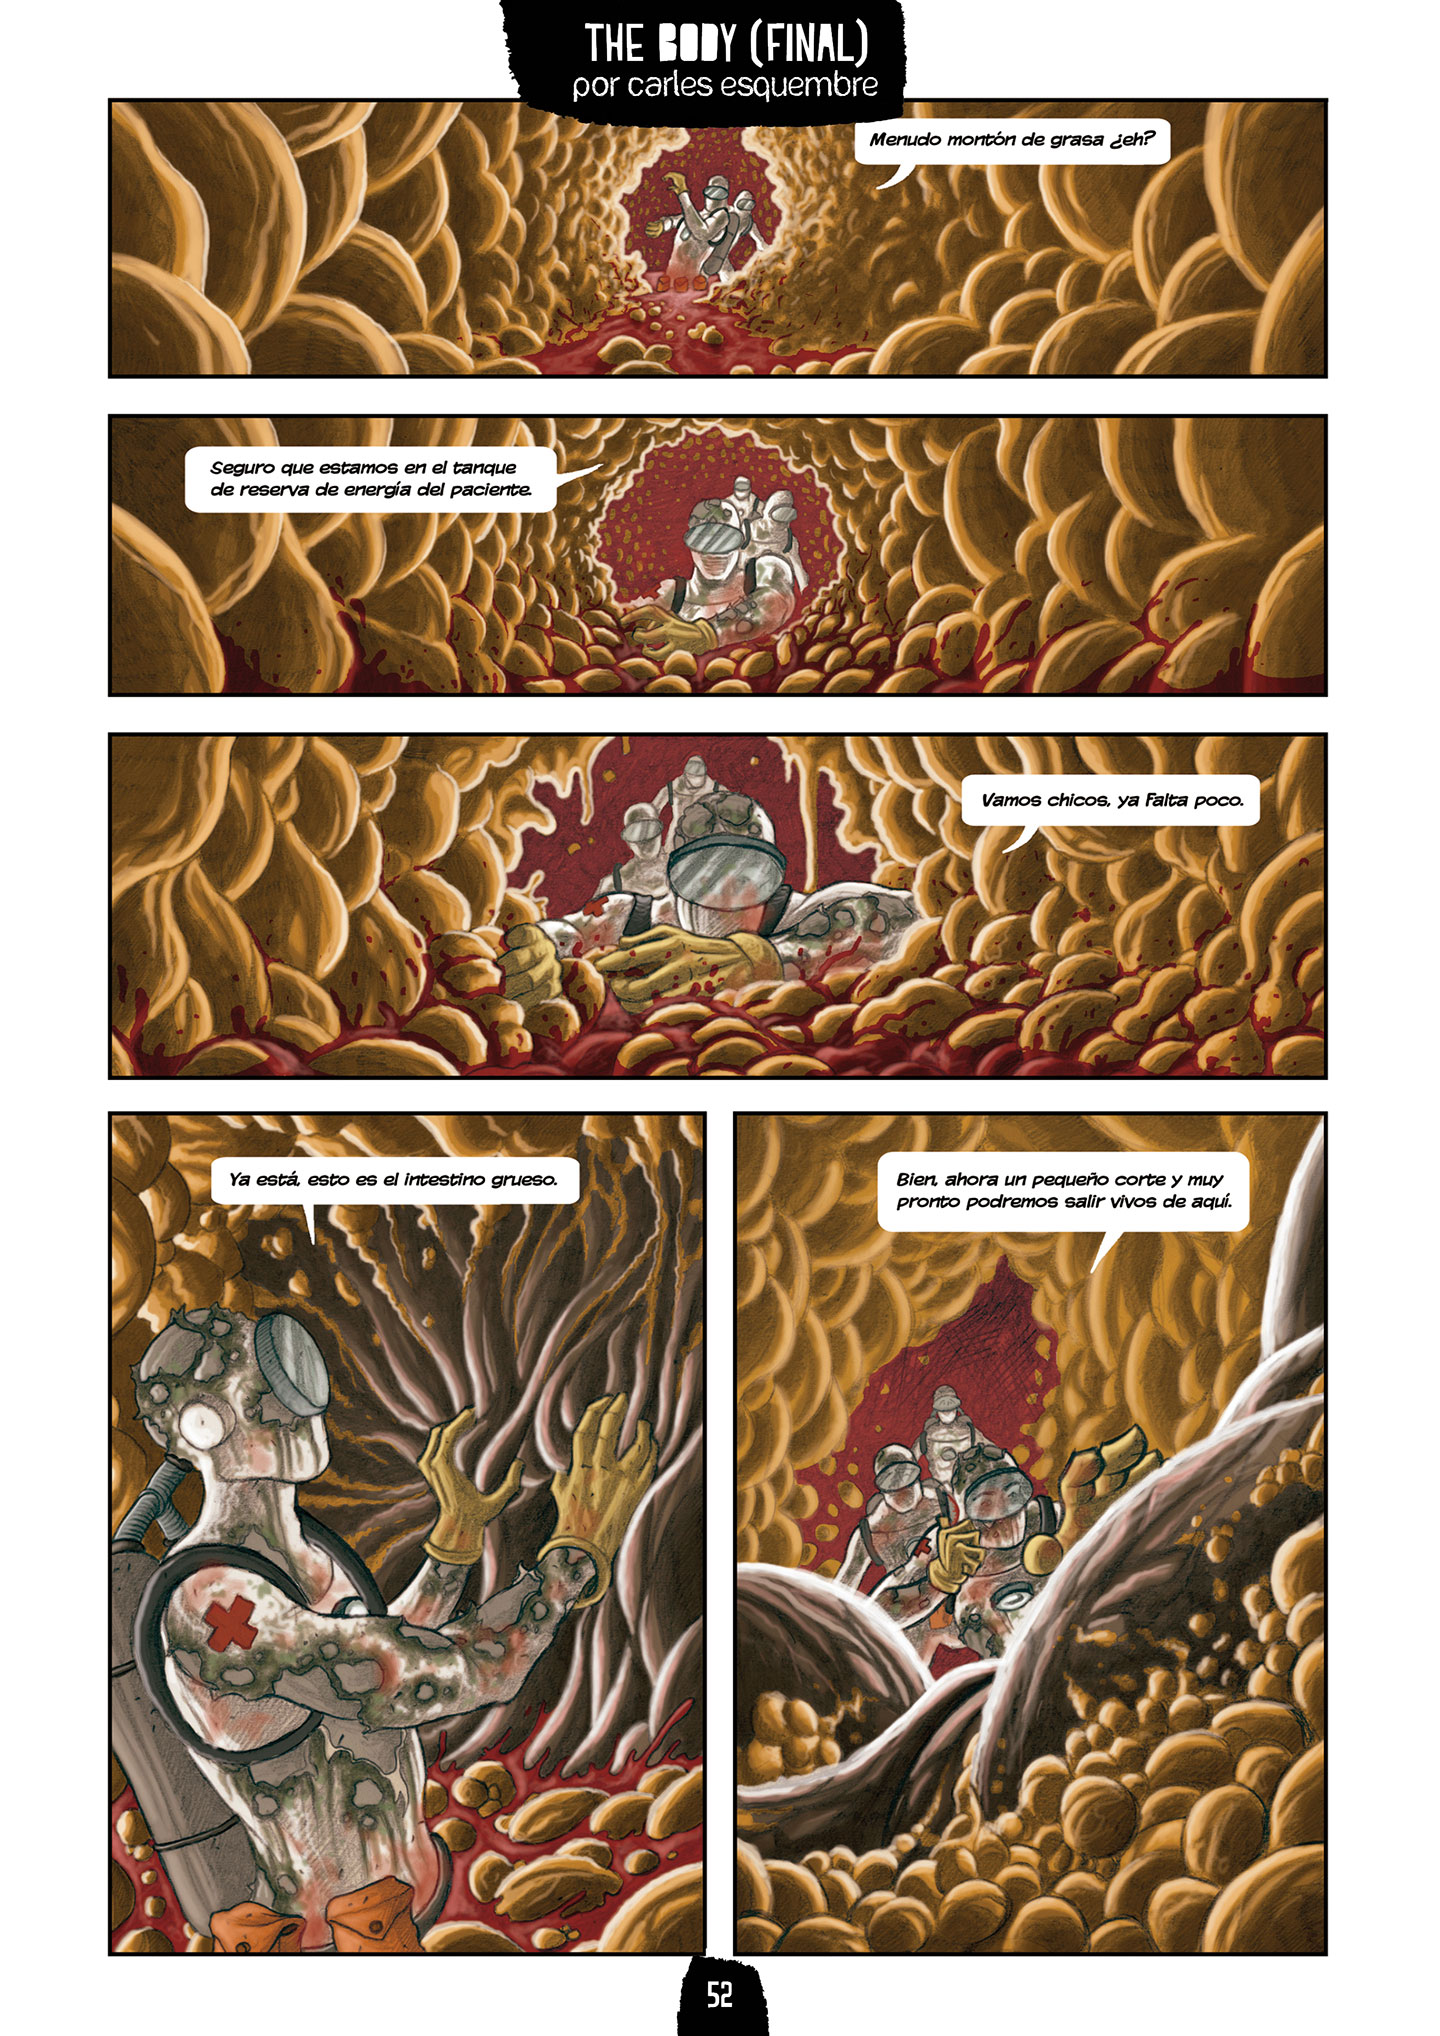 THE BODY (FINAL)
por carles esquembre
Menudo montón de grasa ¿eh?
Seguro que estamos en el tanque
de reserva de energía del paciente.
Vamos chicos, ya Falta poco.
Ya está, esto es el intestino grueso.
Bien, ahora un pequeño corte y muy
pronto podremos salir vivos de aquí.
52